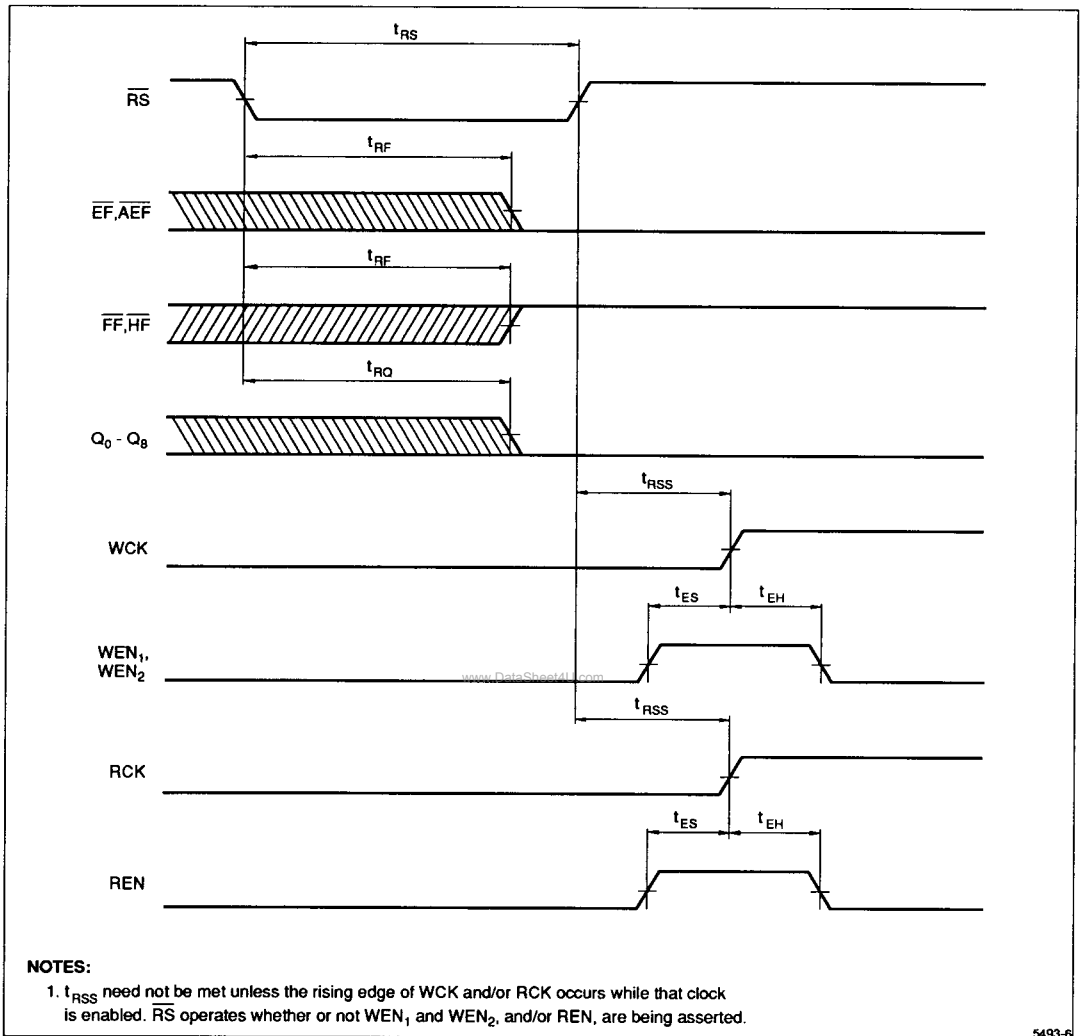 tRS
RS
tRF
EF,AEF
tRF
FF,HF
tRQ
Q0 - Q8
tRSS
WCK
tES
tEH
WEN1,
WEN2
www.DataSheet4U.com
tRSS
RCK
tES
tEH
REN
NOTES:
1. tRSS need not be met unless the rising edge of WCK and/or RCK occurs while that clock
is enabled. RS operates whether or not WEN1 and WEN2, and/or REN, are being asserted.
5493-6